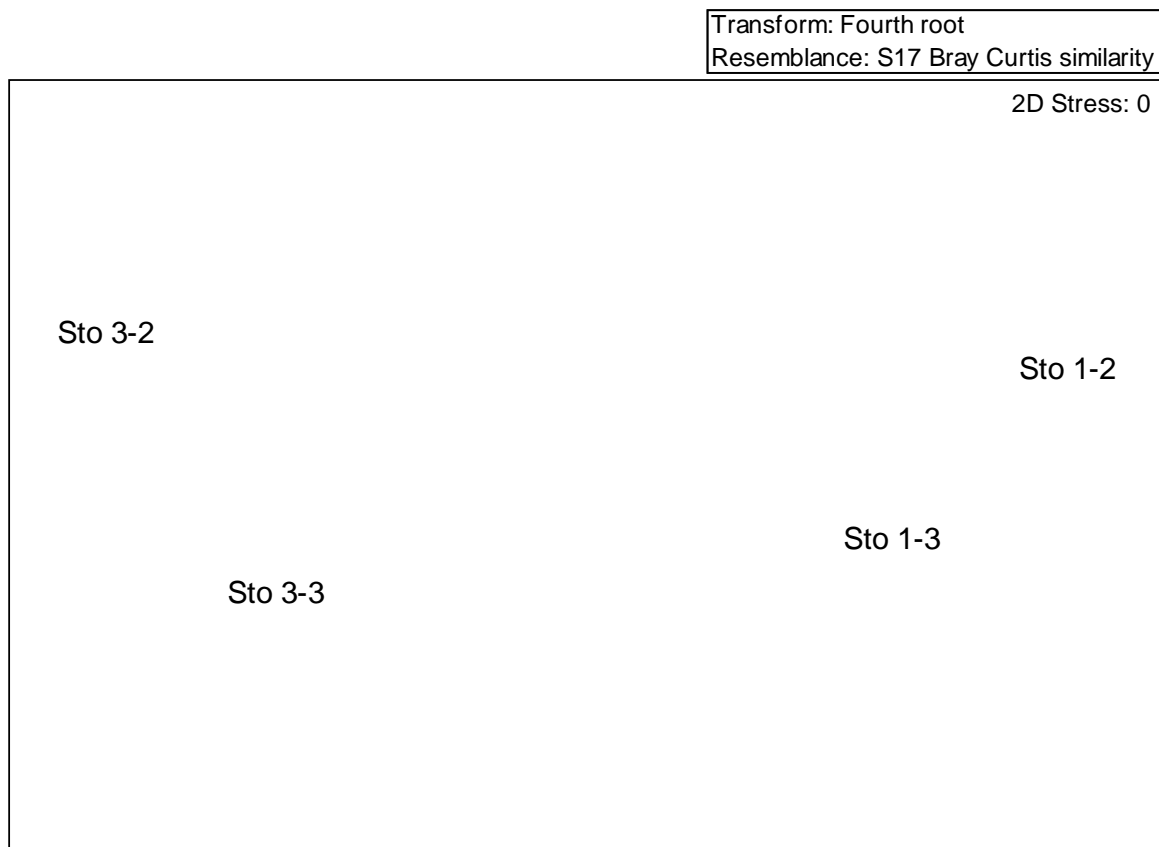 Transform: Fourth root
Resemblance: S17 Bray Curtis similarity
2D Stress: 0
Sto 3-2
Sto 1-2
Sto 1-3
Sto 3-3